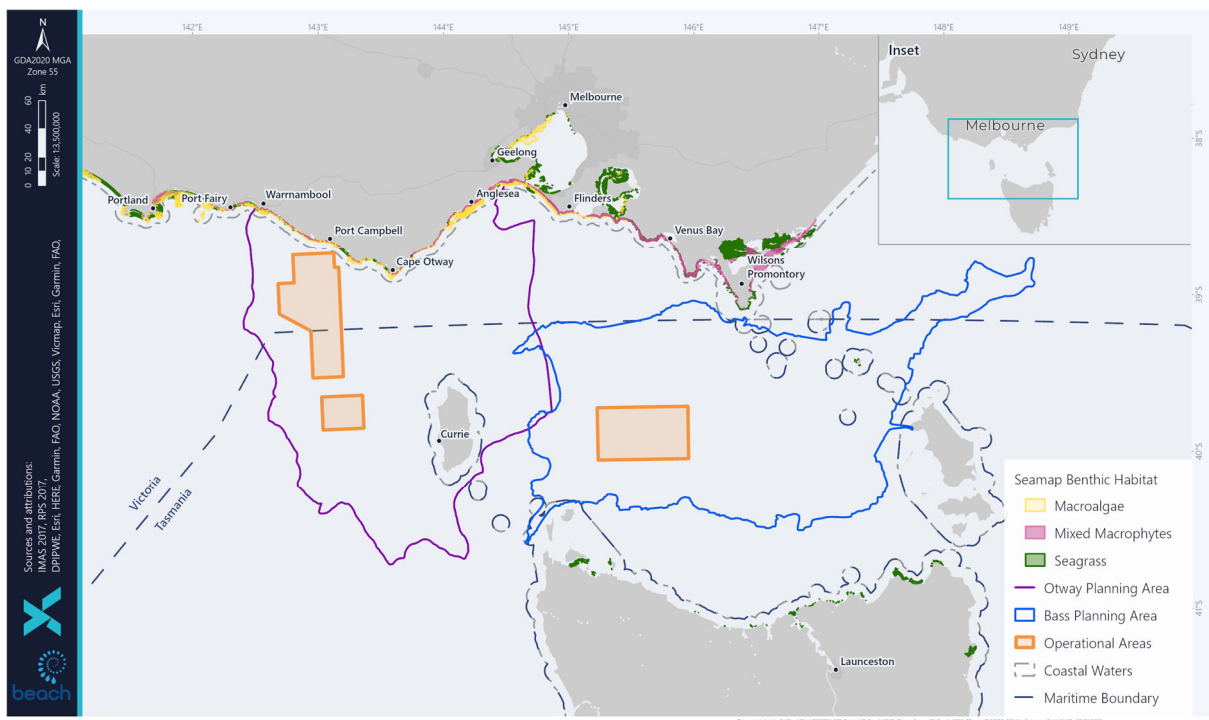 N
GDA2020 MGA
Zone 55
0 10 20 40 60
km
Scale: 1:3,500,000
Sources and attributions:
IMAS 2017, RPS 2017,
DPIPWE, Esri, HERE, Garmin, FAO, NOAA, USGS, Vicmap, Esri, Garmin, FAO,
beach
142°E
143°E
144°E
145°E
146°E
147°E
148°E
149°E
38°S
39°S
40°S
41°S
Inset
Sydney
Melbourne
Melbourne
Geelong
Portland
Port Fairy
Warrnambool
Anglesea
Flinders
Port Campbell
Venus Bay
Cape Otway
Wilsons
Promontory
Currie
Victoria
Tasmania
Launceston
Seamap Benthic Habitat
Macroalgae
Mixed Macrophytes
Seagrass
Otway Planning Area
Bass Planning Area
Operational Areas
Coastal Waters
Maritime Boundary